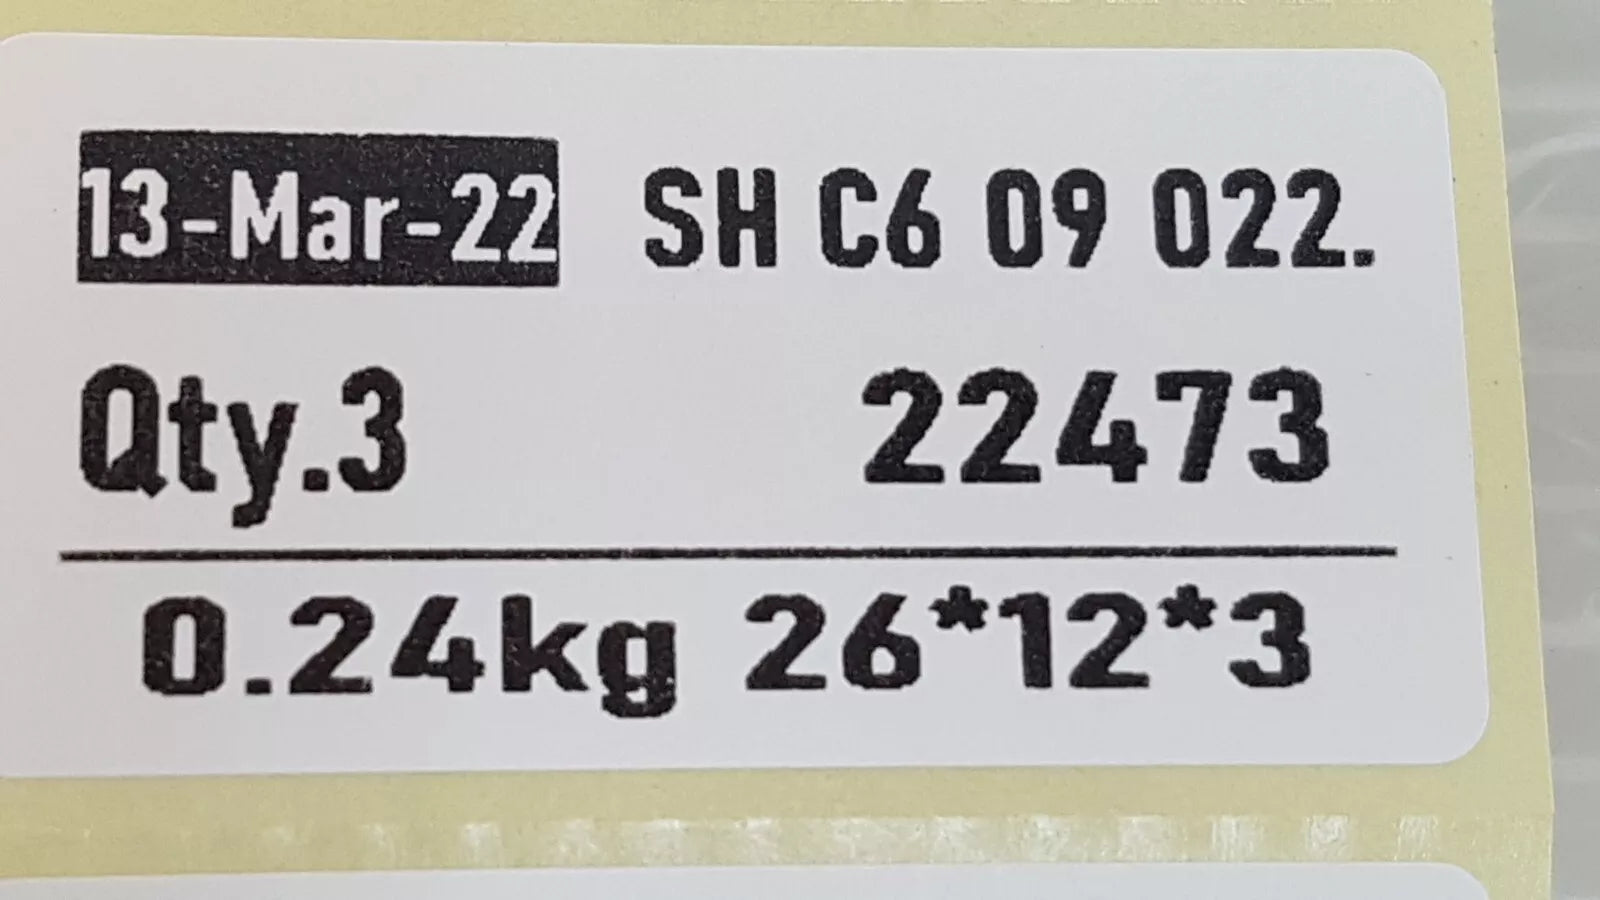 13-Mar-22 SH C6 09 022.
Qty.3 22473
0.24kg 26*12*3